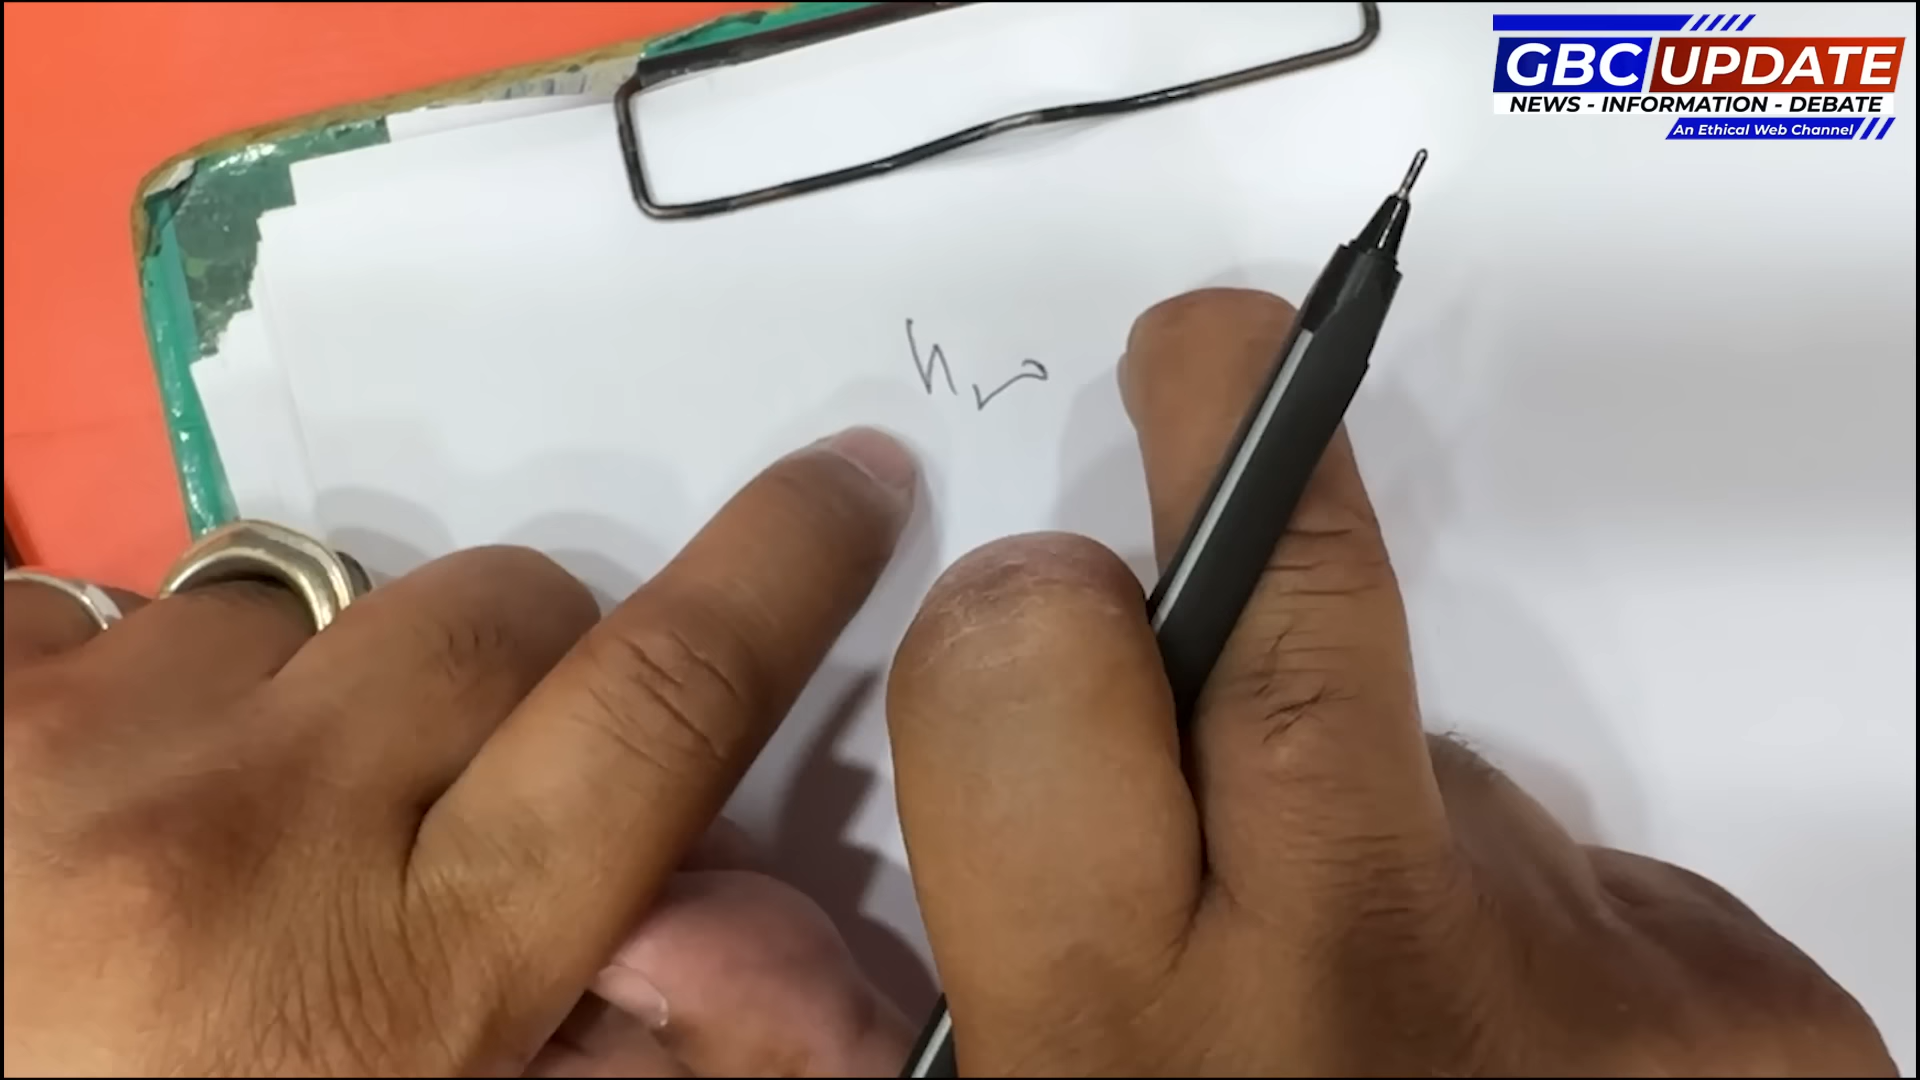 GBC UPDATE
NEWS - INFORMATION - DEBATE
An Ethical Web Channel